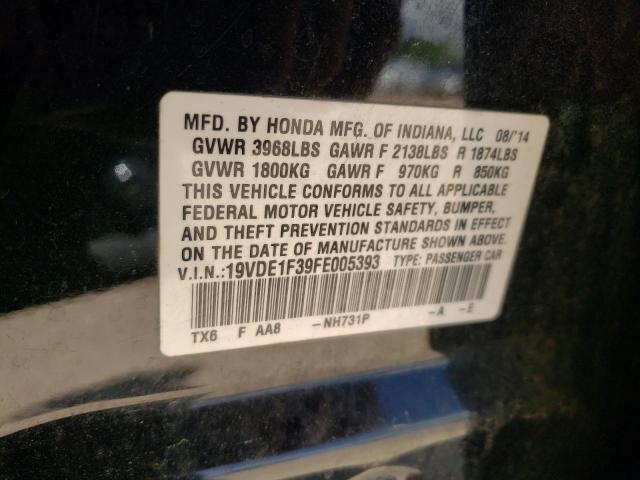 MFD. BY HONDA MFG. OF INDIANA, LLC 08/'14
GVWR 3968LBS GAWR F 2138LBS R 1874LBS
GVWR 1800KG GAWR F 970KG R 850KG
THIS VEHICLE CONFORMS TO ALL APPLICABLE
FEDERAL MOTOR VEHICLE SAFETY, BUMPER,
AND THEFT PREVENTION STANDARDS IN EFFECT
ON THE DATE OF MANUFACTURE SHOWN ABOVE.
V.I.N.:19VDE1F39FE005393 TYPE: PASSENGER CAR
TX6 F AA8 -NH731P -A -E